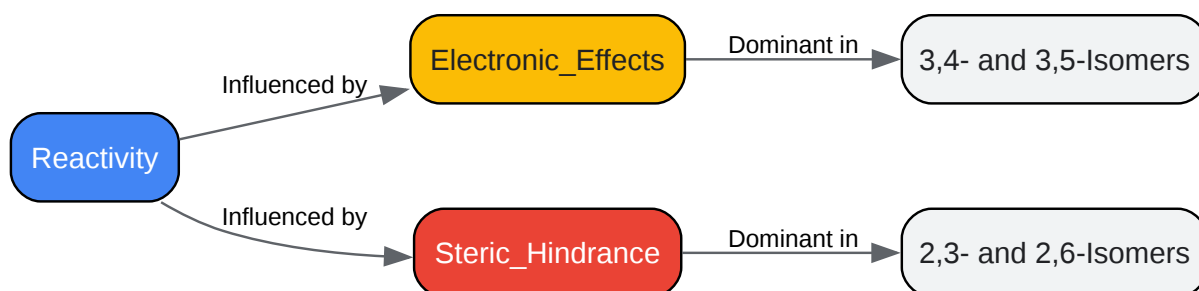 Reactivity
Influenced by
Electronic_Effects
Dominant in
3,4- and 3,5-Isomers
Influenced by
Steric_Hindrance
Dominant in
2,3- and 2,6-Isomers